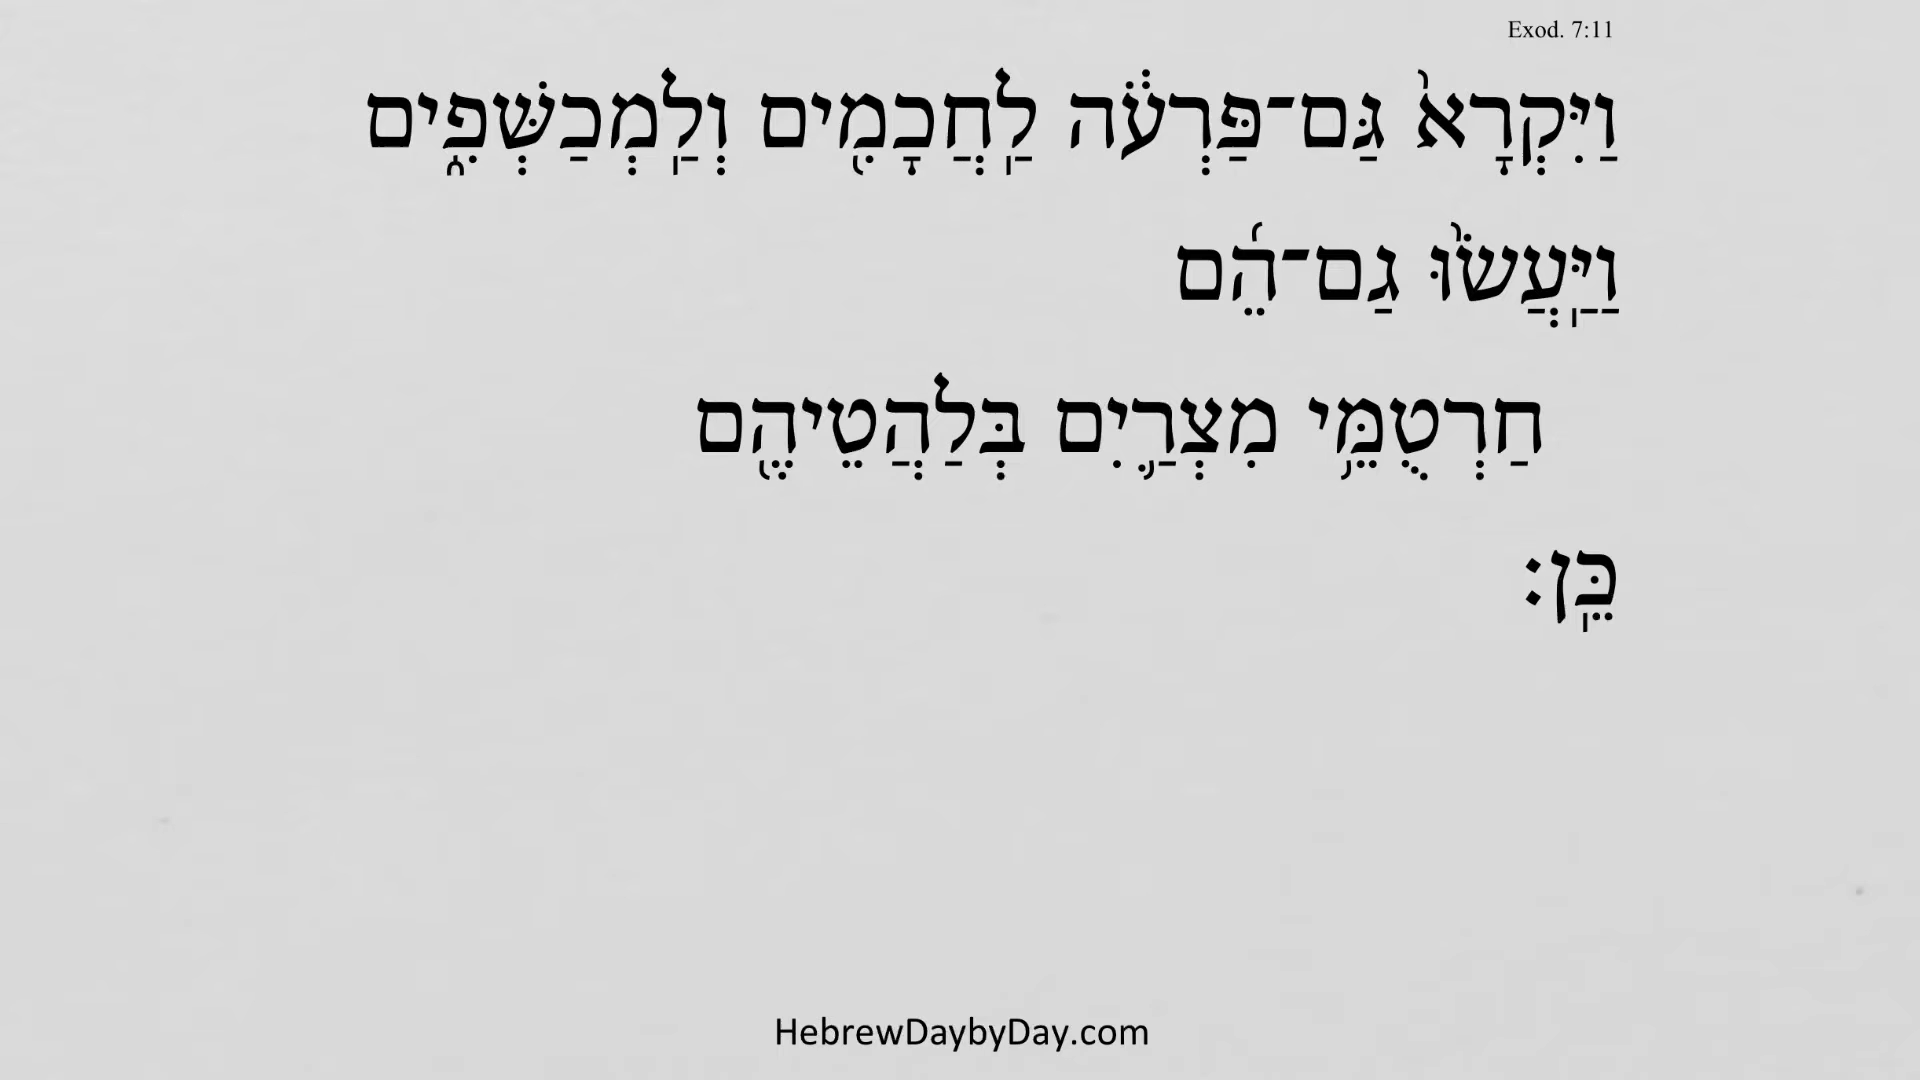 Exod. 7:11
וַיִּקְרָא֙ גַּם־פַּרְעֹ֔ה לַֽחֲכָמִ֖ים וְלַֽמְכַשְּׁפִ֑ים
וַיַּֽעֲשׂ֨וּ גַם־הֵ֜ם
חַרְטֻמֵּ֥י מִצְרַ֛יִם בְּלַהֲטֵיהֶ֖ם
כֵּֽן׃
HebrewDaybyDay.com